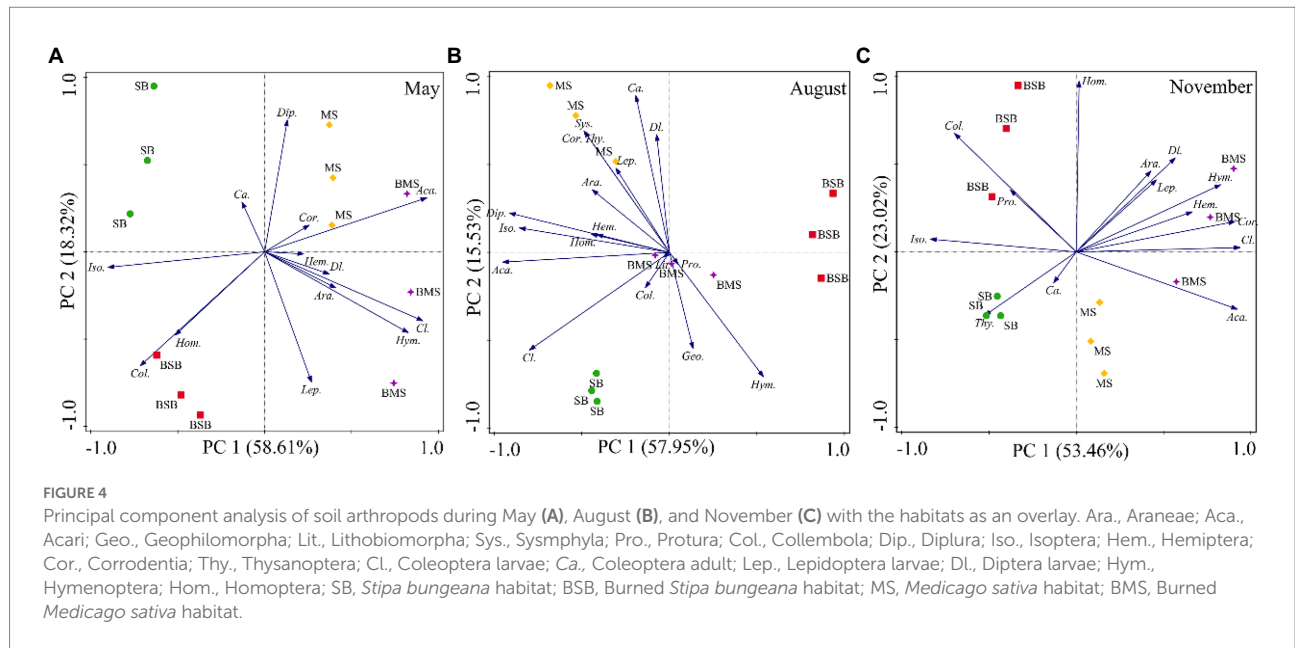 A
B
C
May
August
November
1.0
-1.0
PC 2 (18.32%)
-1.0
PC 1 (58.61%)
1.0
SB
SB
SB
Dip.
MS
MS
MS
BMS
Aca.
Ca.
Cor.
Iso.
Hem.
Dl.
Ara.
BMS
Cl.
Hym.
Hom.
Col.
BSB
BSB
BSB
Lep.
BMS
1.0
-1.0
PC 2 (15.53%)
-1.0
PC 1 (57.95%)
1.0
MS
MS
Ca.
Sys.
Dl.
Cor.
Thy.
MS
Lep.
Ara.
BSB
Dip.
Iso.
Hem.
Hom.
BSB
Aca.
BMS
Lit.
BMS
Pro.
BMS
BSB
Col.
Cl.
Geo.
Hym.
SB
SB
SB
1.0
-1.0
PC 2 (23.02%)
-1.0
PC 1 (53.46%)
1.0
BSB
Hom.
Col.
BSB
Dl.
Ara.
BMS
Lep.
Hym.
BSB
Pro.
Hem.
BMS
Cor.
Iso.
Cl.
Ca.
BMS
SB
SB
SB
Thy.
MS
Aca.
MS
MS
FIGURE 4
Principal component analysis of soil arthropods during May (A), August (B), and November (C) with the habitats as an overlay. Ara., Araneae; Aca.,
Acari; Geo., Geophilomorpha; Lit., Lithobiomorpha; Sys., Sysmphyla; Pro., Protura; Col., Collembola; Dip., Diplura; Iso., Isoptera; Hem., Hemiptera;
Cor., Corrodentia; Thy., Thysanoptera; Cl., Coleoptera larvae; Ca., Coleoptera adult; Lep., Lepidoptera larvae; Dl., Diptera larvae; Hym.,
Hymenoptera; Hom., Homoptera; SB, Stipa bungeana habitat; BSB, Burned Stipa bungeana habitat; MS, Medicago sativa habitat; BMS, Burned
Medicago sativa habitat.